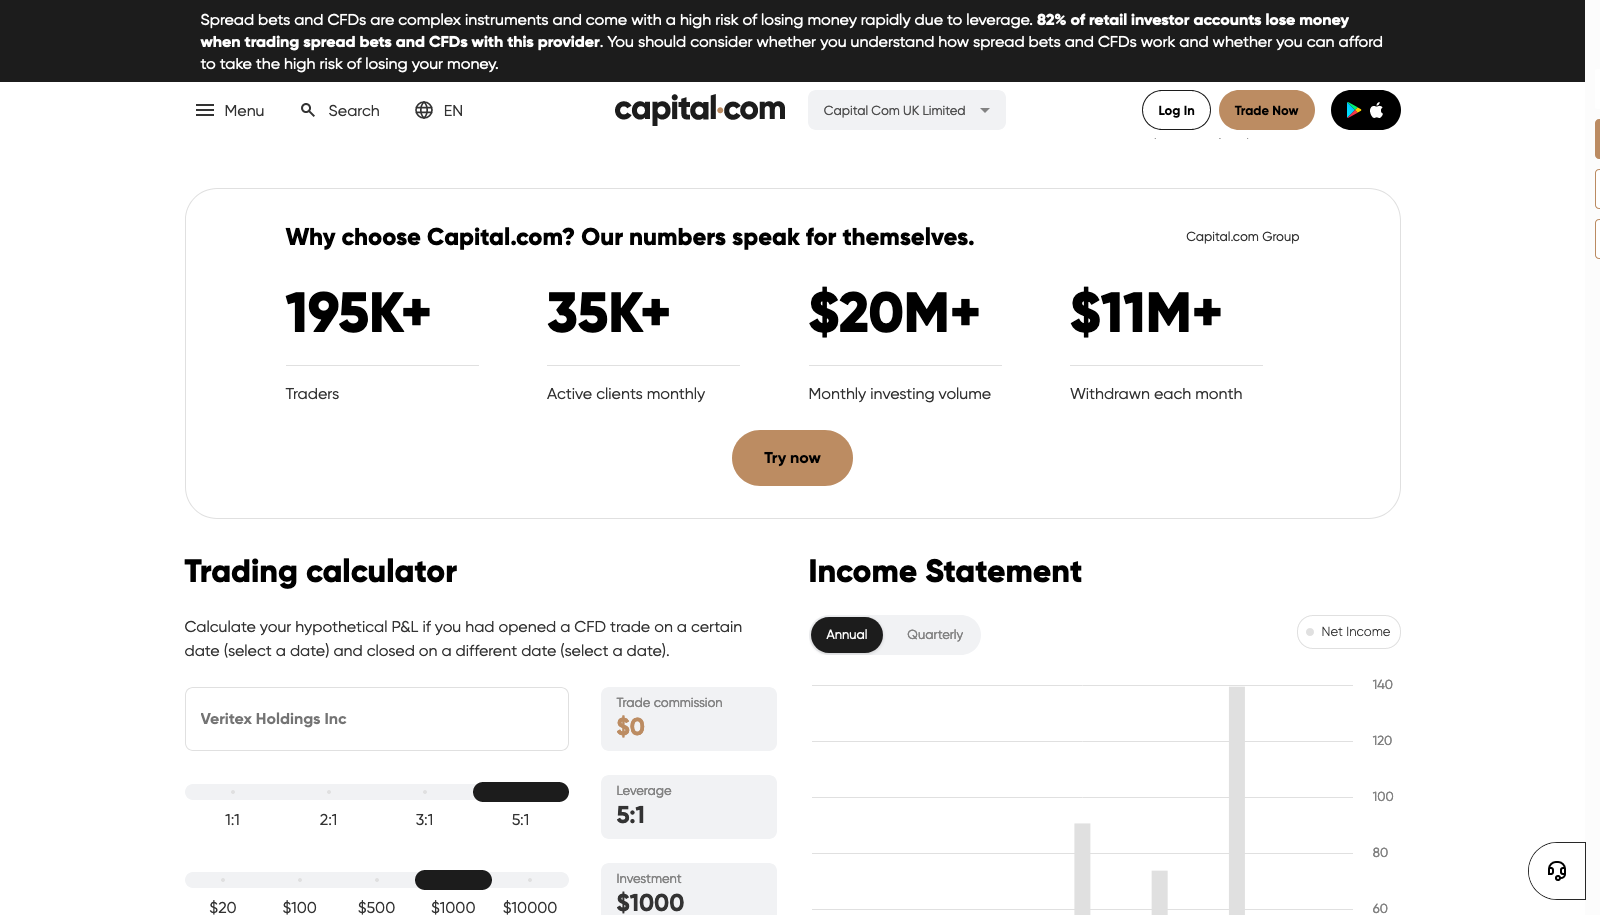 Spread bets and CFDs are complex instruments and come with a high risk of losing money rapidly due to leverage. 82% of retail investor accounts lose money
when trading spread bets and CFDs with this provider. You should consider whether you understand how spread bets and CFDs work and whether you can afford
to take the high risk of losing your money.
Menu
Search
EN
capital.com
Capital Com UK Limited
Log In
Trade Now
Why choose Capital.com? Our numbers speak for themselves.
Capital.com Group
195K+
35K+
$20M+
$11M+
Traders
Active clients monthly
Monthly investing volume
Withdrawn each month
Try now
Trading calculator
Calculate your hypothetical P&L if you had opened a CFD trade on a certain
date (select a date) and closed on a different date (select a date).
Veritex Holdings Inc
Trade commission
$0
1:1
2:1
3:1
5:1
Leverage
5:1
$20
$100
$500
$1000
$10000
Investment
$1000
Income Statement
Annual
Quarterly
Net Income
140
120
100
80
60